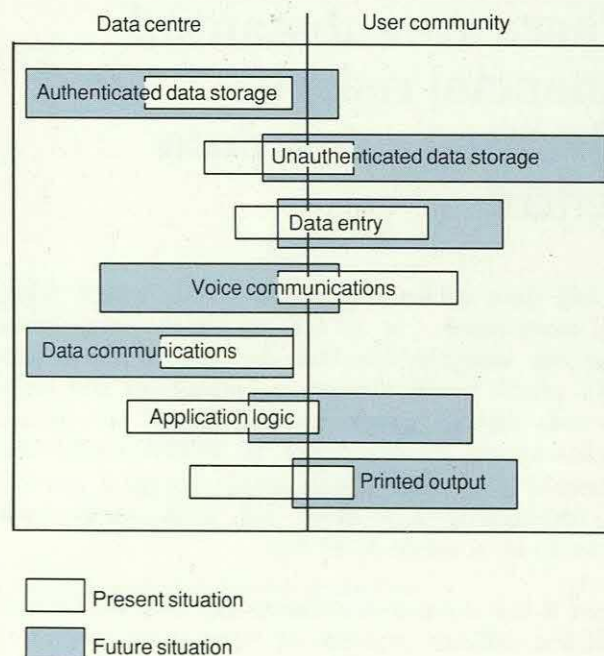 Data centre
User community
Authenticated data storage
Unauthenticated data storage
Data entry
Voice communications
Data communications
Application logic
Printed output
Present situation
Future situation